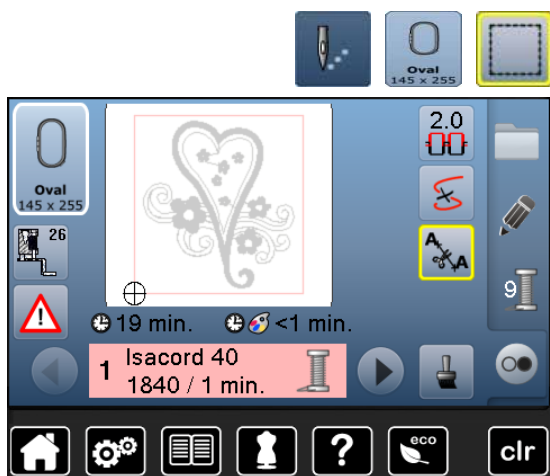 Oval
145 x 255
Oval
145 x 255
2.0
26
A A
9
19 min. <1 min.
1 Isacord 40
1840 / 1 min.
?
eco
clr